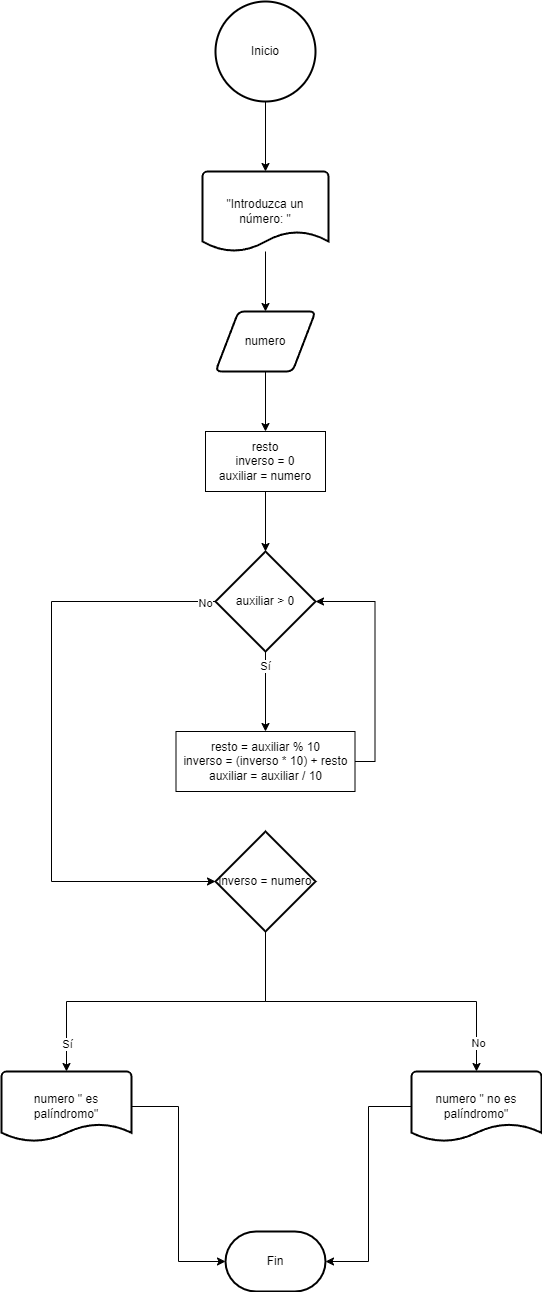 Inicio
"Introduzca un
número: "
numero
resto
inverso = 0
auxiliar = numero
auxiliar > 0
No
Sí
resto = auxiliar % 10
inverso = (inverso * 10) + resto
auxiliar = auxiliar / 10
inverso = numero
Sí
No
numero " es
palíndromo"
numero " no es
palíndromo"
Fin